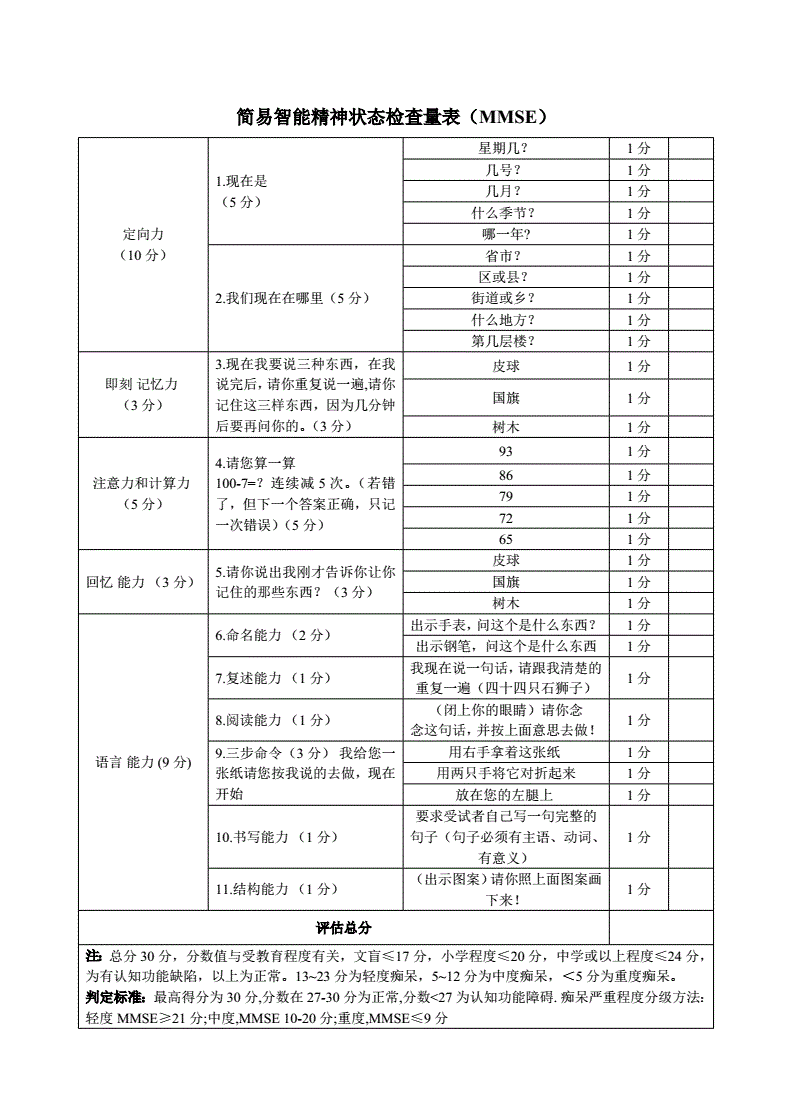 简易智能精神状态检查量表（MMSE）
定向力
（10 分）
1.现在是
（5 分）
星期几？ 1 分
几号？ 1 分
几月？ 1 分
什么季节？ 1 分
哪一年? 1 分
2.我们现在在哪里（5 分）
省市？ 1 分
区或县？ 1 分
街道或乡？ 1 分
什么地方？ 1 分
第几层楼？ 1 分
即刻 记忆力
（3 分）
3.现在我要说三种东西，在我
说完后，请你重复说一遍,请你
记住这三样东西，因为几分钟
后要再问你的。（3 分）
皮球 1 分
国旗 1 分
树木 1 分
注意力和计算力
（5 分）
4.请您算一算
100-7=？连续减 5 次。（若错
了，但下一个答案正确，只记
一次错误）（5 分）
93 1 分
86 1 分
79 1 分
72 1 分
65 1 分
回忆 能力 （3 分）
5.请你说出我刚才告诉你让你
记住的那些东西？（3 分）
皮球 1 分
国旗 1 分
树木 1 分
语言 能力 (9 分)
6.命名能力 （2 分）
出示手表，问这个是什么东西？ 1 分
出示钢笔，问这个是什么东西 1 分
7.复述能力 （1 分）
我现在说一句话，请跟我清楚的
重复一遍（四十四只石狮子）
1 分
8.阅读能力 （1 分）
（闭上你的眼睛）请你念
念这句话，并按上面意思去做！
1 分
9.三步命令（3 分） 我给您一
张纸请您按我说的去做，现在
开始
用右手拿着这张纸 1 分
用两只手将它对折起来 1 分
放在您的左腿上 1 分
10.书写能力 （1 分）
要求受试者自己写一句完整的
句子（句子必须有主语、动词、
有意义）
1 分
11.结构能力 （1 分）
（出示图案）请你照上面图案画
下来！
1 分
评估总分
注: 总分 30 分，分数值与受教育程度有关，文盲≤17 分，小学程度≤20 分，中学或以上程度≤24 分，
为有认知功能缺陷，以上为正常。13~23 分为轻度痴呆，5~12 分为中度痴呆，＜5 分为重度痴呆。
判定标准：最高得分为 30 分,分数在 27-30 分为正常,分数<27 为认知功能障碍. 痴呆严重程度分级方法:
轻度 MMSE≥21 分;中度,MMSE 10-20 分;重度,MMSE≤9 分